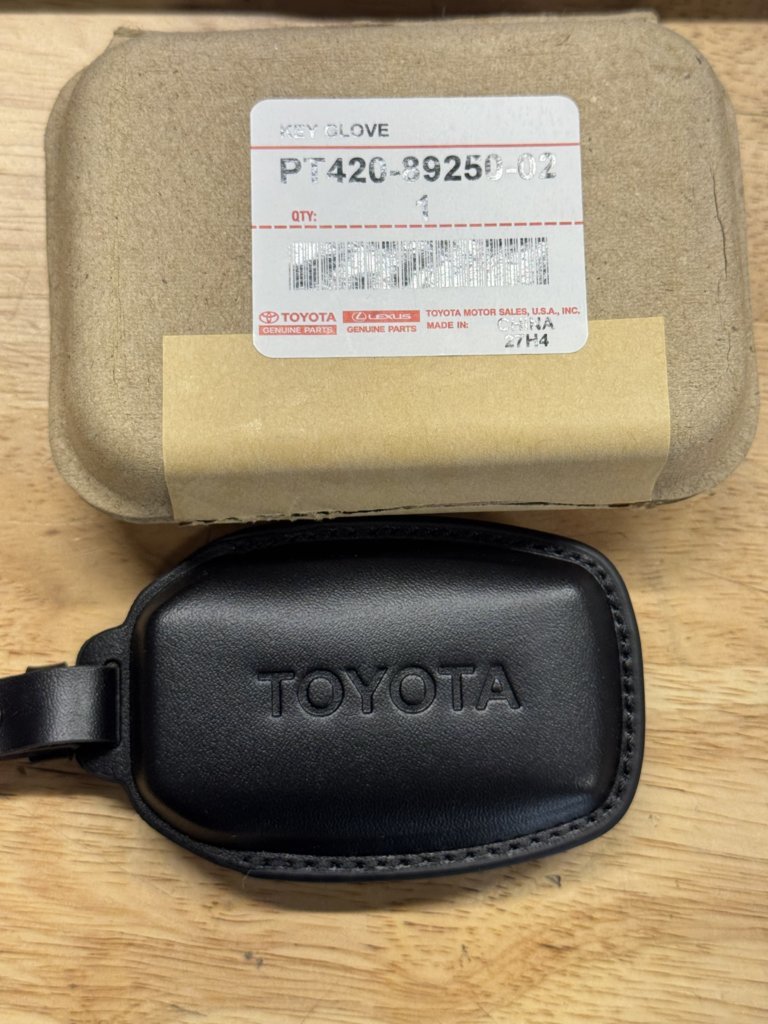 KEY GLOVE
PT420-89250-02
QTY: 1
TOYOTA LEXUS TOYOTA MOTOR SALES, U.S.A., INC.
GENUINE PARTS GENUINE PARTS MADE IN: CHINA
27H4
TOYOTA